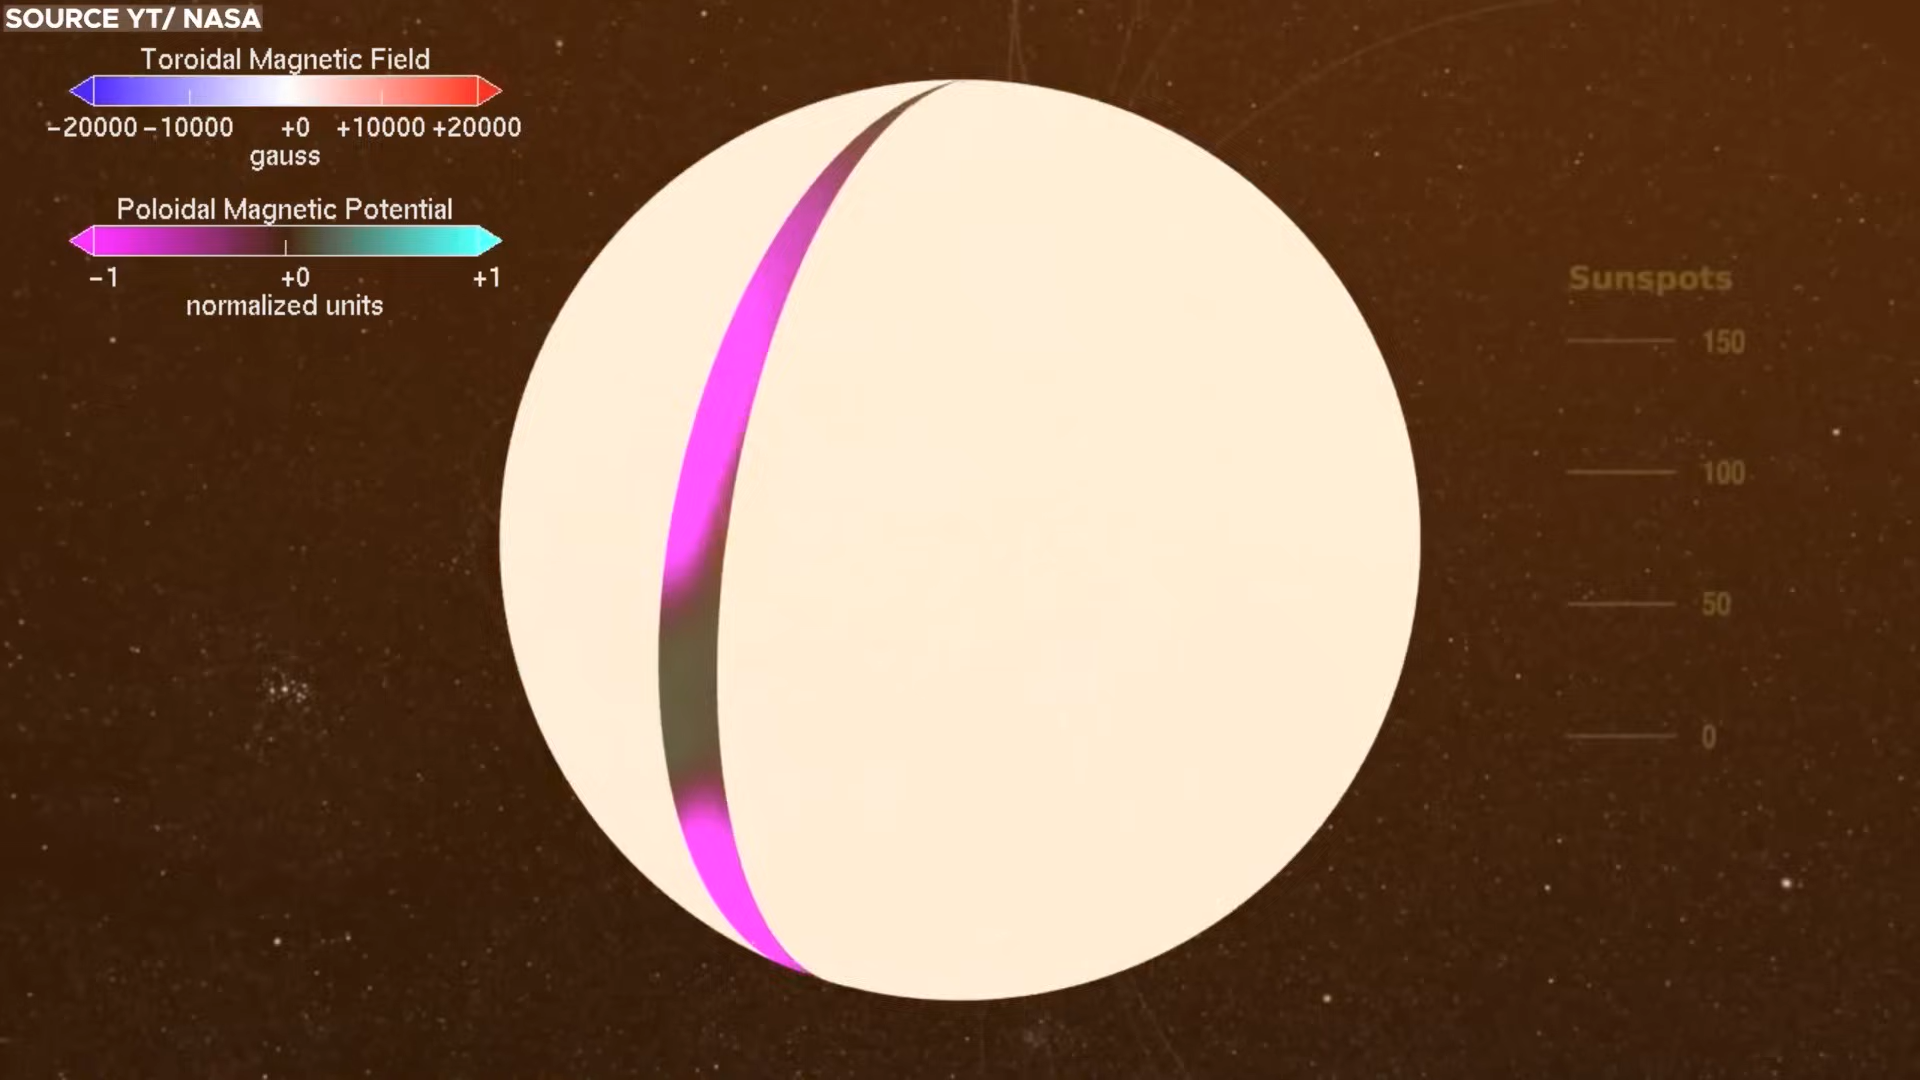 SOURCE YT/ NASA
Toroidal Magnetic Field
−20000 −10000 +0 +10000 +20000
gauss
Poloidal Magnetic Potential
−1 +0 +1
normalized units
Sunspots
150
100
50
0